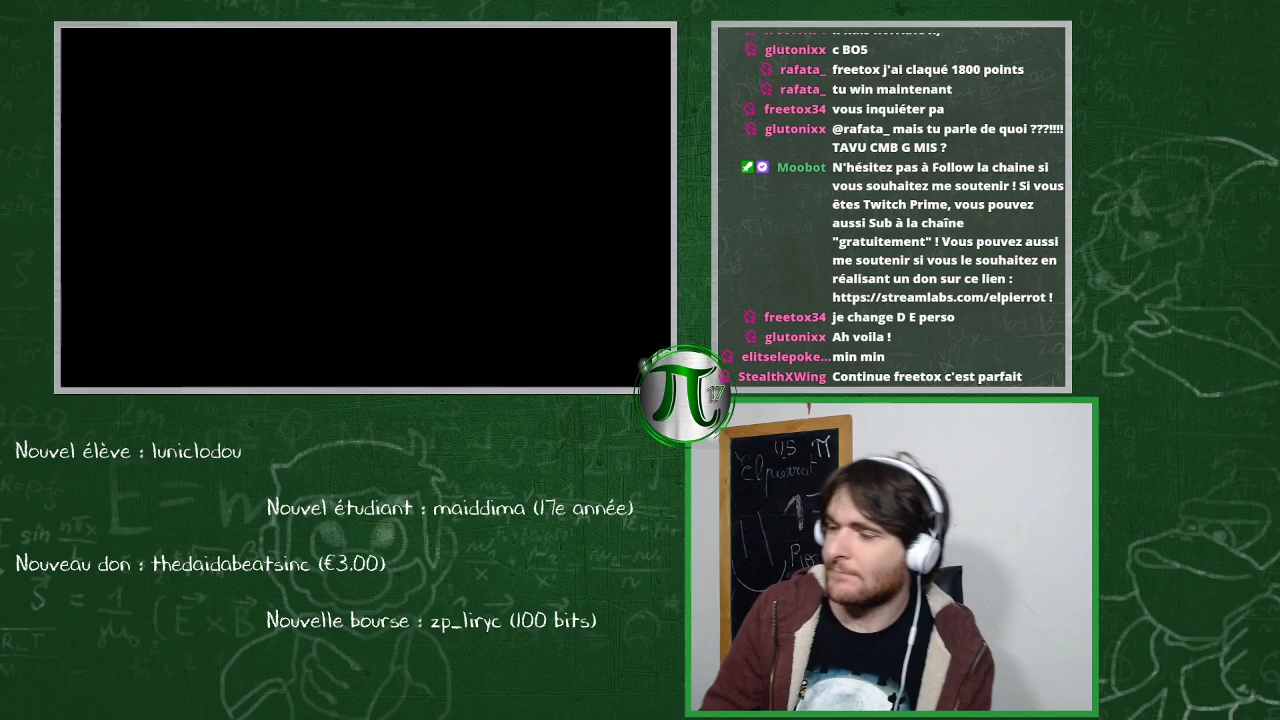 glutonixx c BO5
rafata_ freetox j'ai claqué 1800 points
rafata_ tu win maintenant
freetox34 vous inquiéter pa
glutonixx @rafata_ mais tu parle de quoi ???!!!!
TAVU CMB G MIS ?
Moobot N'hésitez pas à Follow la chaine si
vous souhaitez me soutenir ! Si vous
êtes Twitch Prime, vous pouvez
aussi Sub à la chaîne
"gratuitement" ! Vous pouvez aussi
me soutenir si vous le souhaitez en
réalisant un don sur ce lien :
https://streamlabs.com/elpierrot !
freetox34 je change D E perso
glutonixx Ah voila !
elitselepoke... min min
StealthXWing Continue freetox c'est parfait
π 17
Nouvel élève : luniclodou
Nouvel étudiant : maiddima (17e année)
Nouveau don : thedaidabeatsinc (€3.00)
Nouvelle bourse : zp_liryc (100 bits)
US π
Elpierrot